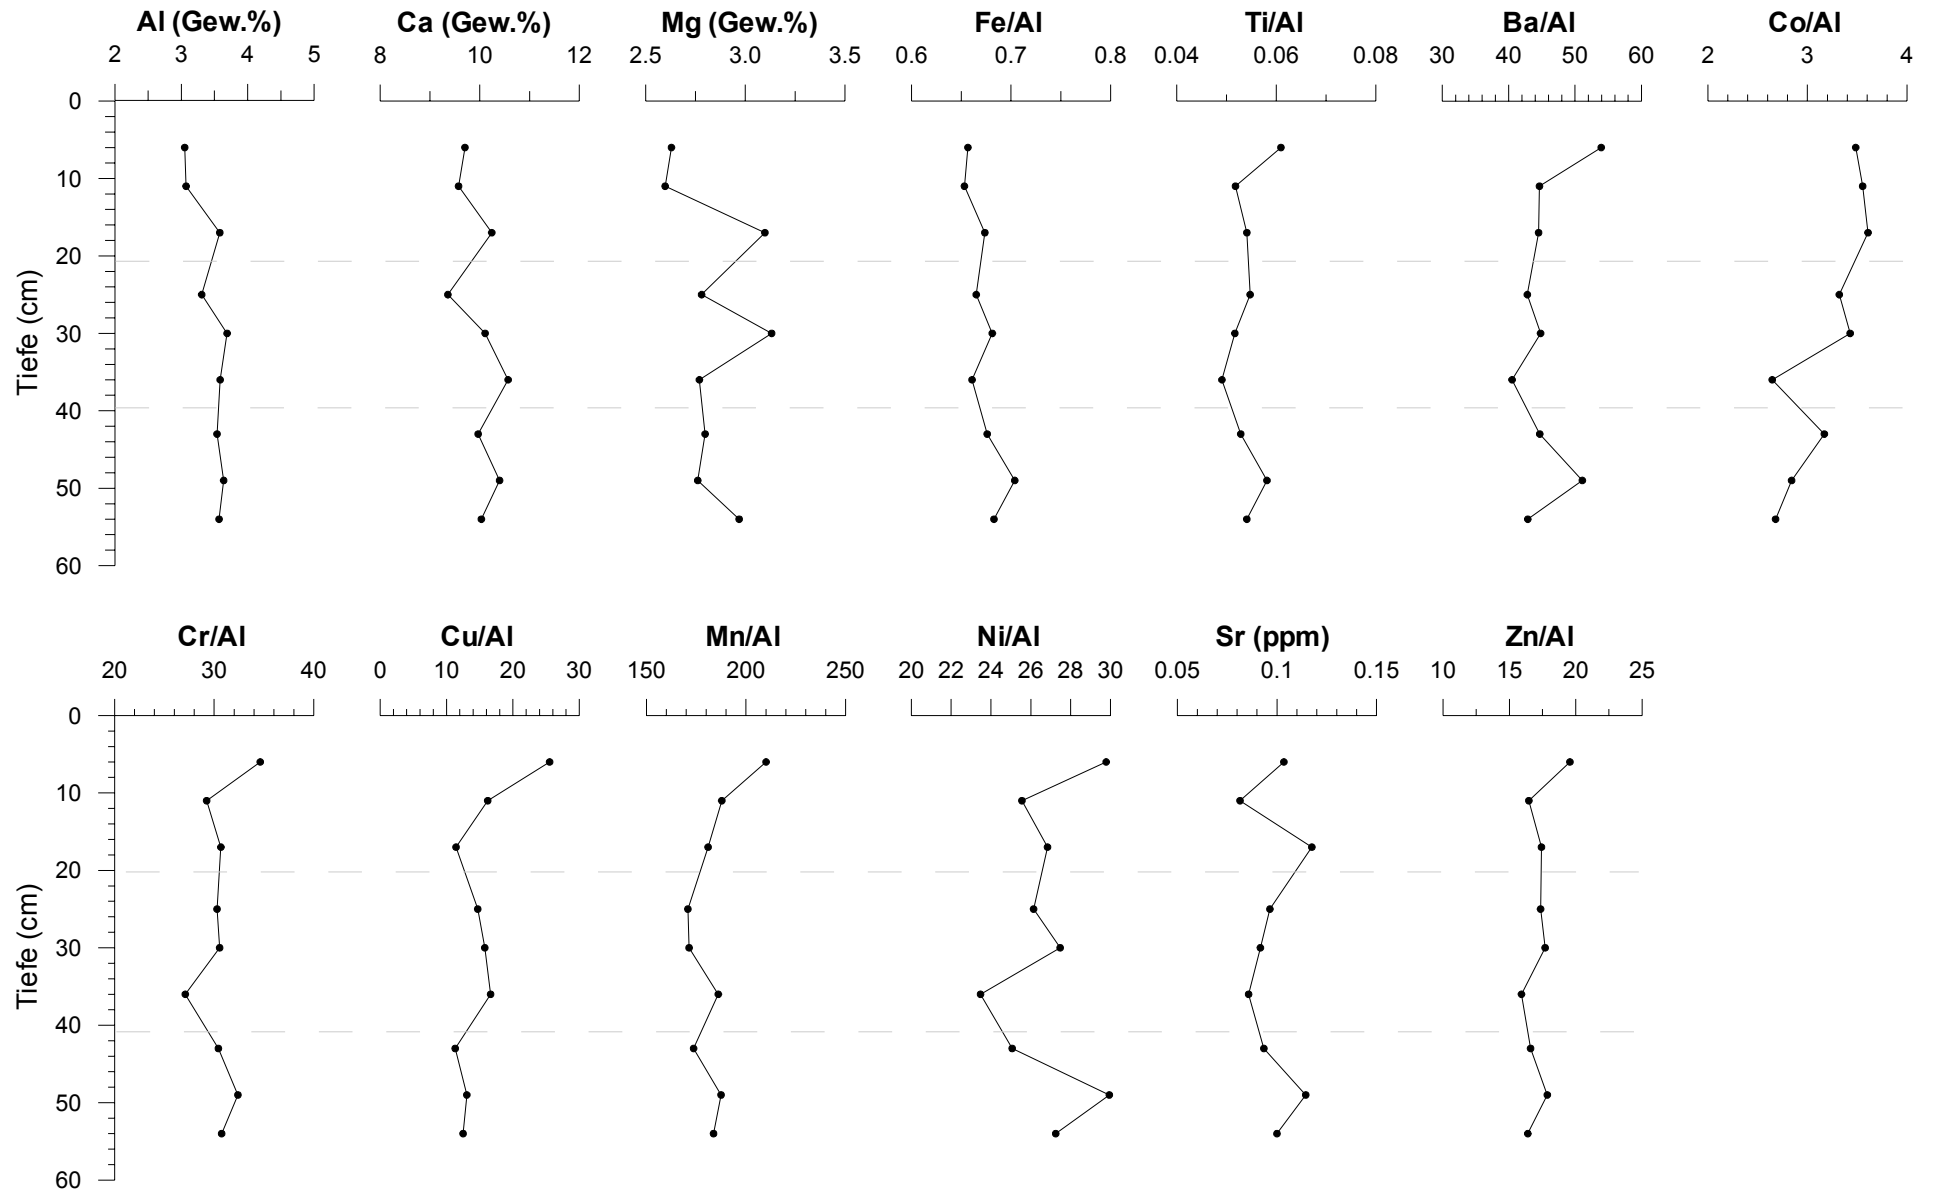 Al (Gew.%) Ca (Gew.%) Mg (Gew.%) Fe/Al Ti/Al Ba/Al Co/Al
2 3 4 5 8 10 12 2.5 3.0 3.5 0.6 0.7 0.8 0.04 0.06 0.08 30 40 50 60 2 3 4
0
10
20
30
40
50
60
Tiefe (cm)
Cr/Al Cu/Al Mn/Al Ni/Al Sr (ppm) Zn/Al
20 30 40 0 10 20 30 150 200 250 20 22 24 26 28 30 0.05 0.1 0.15 10 15 20 25
0
10
20
30
40
50
60
Tiefe (cm)